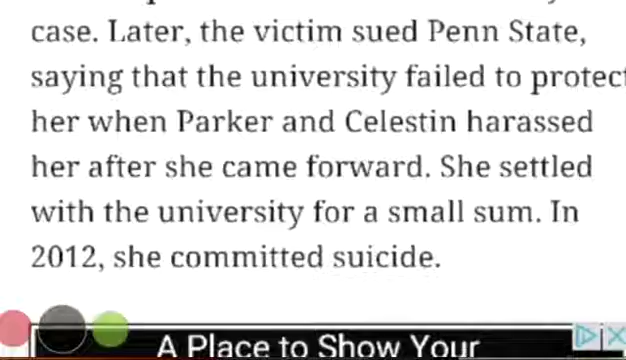 case. Later, the victim sued Penn State,
saying that the university failed to protect
her when Parker and Celestin harassed
her after she came forward. She settled
with the university for a small sum. In
2012, she committed suicide.
A Place to Show Your